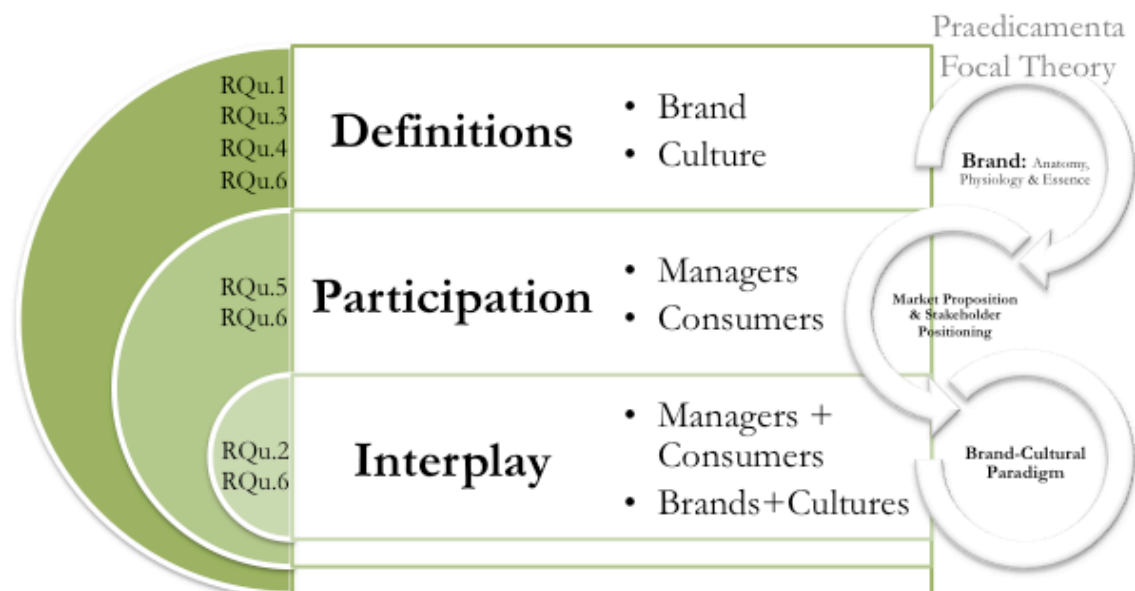 Praedicamenta
Focal Theory
RQu.1
RQu.3
RQu.4
RQu.6
Definitions
• Brand
• Culture
Brand: Anatomy,
Physiology & Essence
RQu.5
RQu.6
Participation
• Managers
• Consumers
Market Proposition
& Stakeholder
Positioning
RQu.2
RQu.6
Interplay
• Managers +
Consumers
• Brands+Cultures
Brand-Cultural
Paradigm